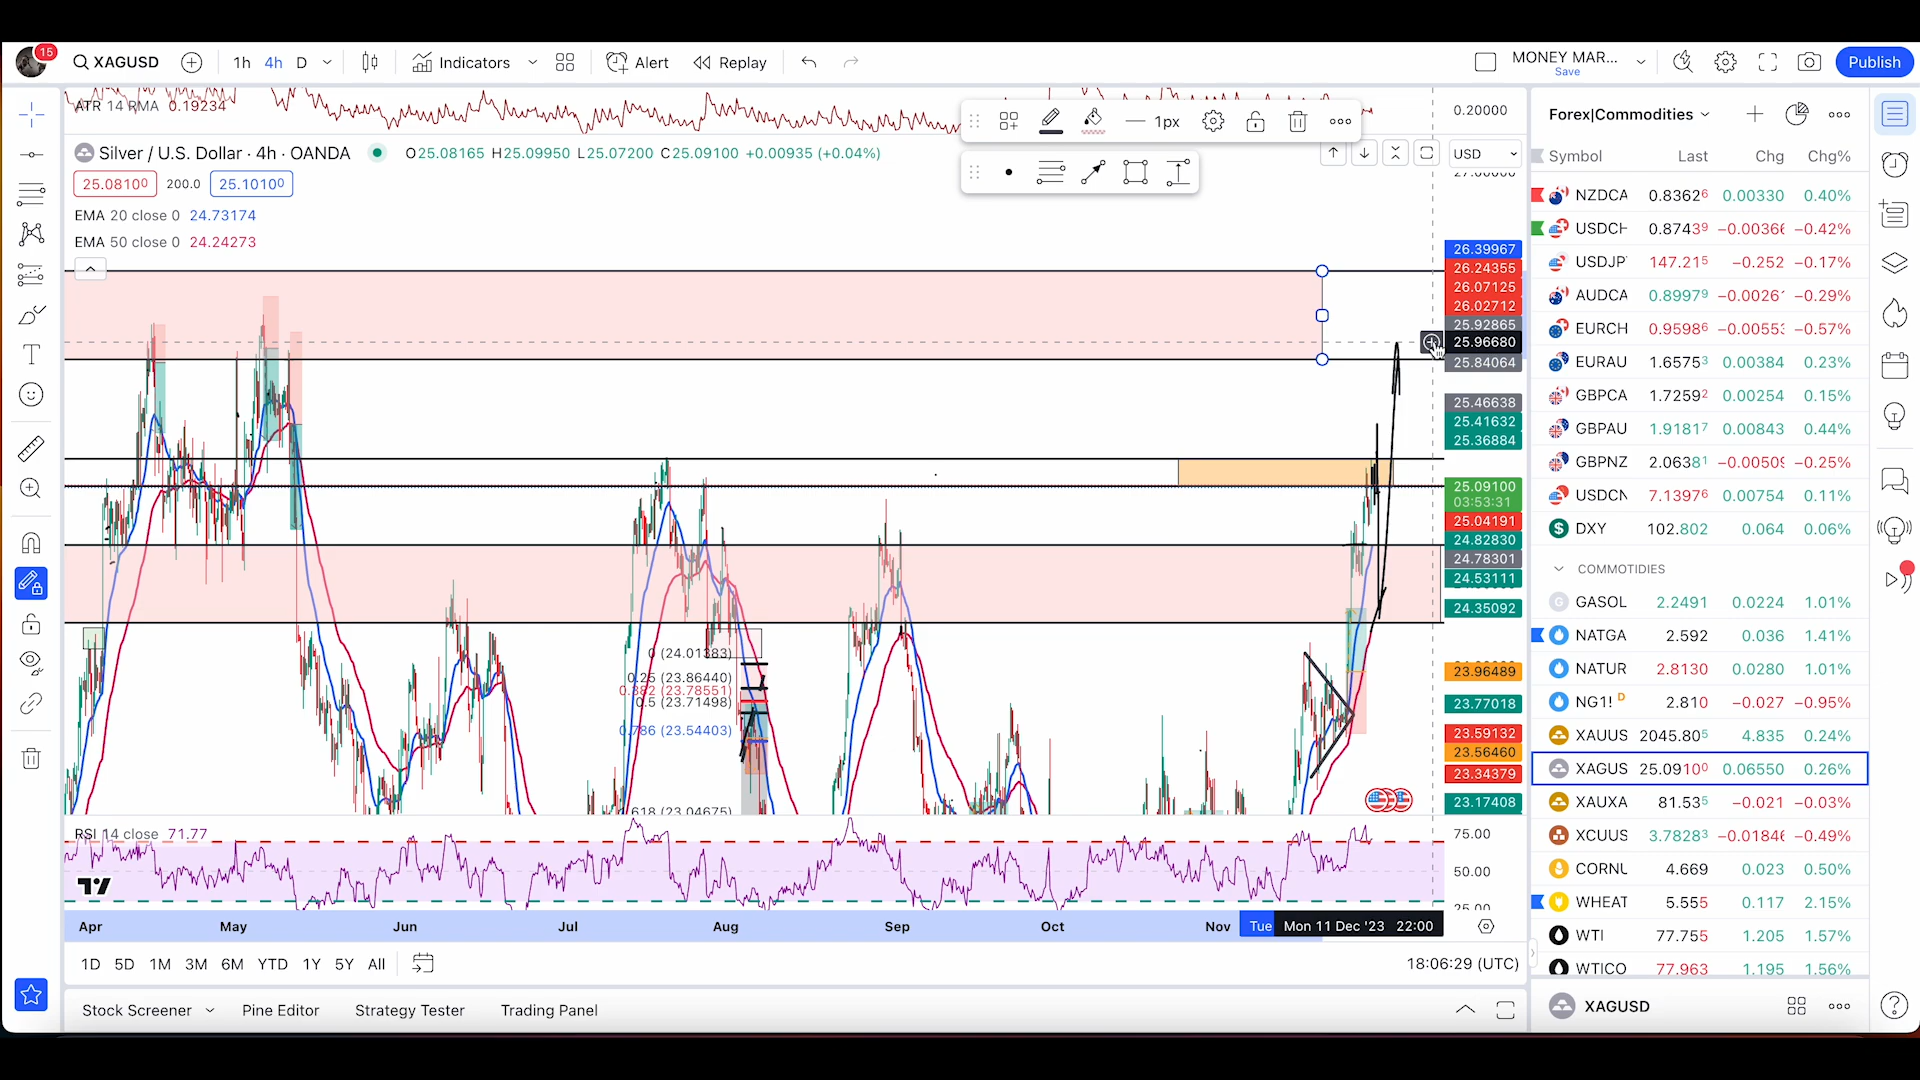 15
XAGUSD
1h 4h D
Indicators
Alert
Replay
MONEY MAR...
Save
Publish
ATR 14 RMA 0.19234
0.20000
1px
Silver / U.S. Dollar · 4h · OANDA
O25.08165 H25.09950 L25.07200 C25.09100 +0.00935 (+0.04%)
USD
25.0810⁰ 200.0 25.1010⁰
EMA 20 close 0 24.73174
EMA 50 close 0 24.24273
26.39967
26.24355
26.07125
26.02712
25.92865
25.96680
25.84064
25.46638
25.41632
25.36884
25.09100
03:53:31
25.04191
24.82830
24.78301
24.53111
24.35092
23.96489
23.77018
23.59132
23.56460
23.34379
23.17408
0 (24.01383)
0.25 (23.86440)
0.382 (23.78551)
0.5 (23.71498)
0.786 (23.54403)
.618 (23.04675)
RSI 14 close 71.77
75.00
50.00
25.00
Apr May Jun Jul Aug Sep Oct Nov Tue Mon 11 Dec '23 22:00
1D 5D 1M 3M 6M YTD 1Y 5Y All
18:06:29 (UTC)
Stock Screener Pine Editor Strategy Tester Trading Panel
Forex|Commodities
Symbol Last Chg Chg%
NZDCA 0.8362⁶ 0.00330 0.40%
USDCH 0.8743⁹ −0.00366 −0.42%
USDJP 147.21⁵ −0.252 −0.17%
AUDCA 0.8997⁹ −0.0026 −0.29%
EURCH 0.9598⁶ −0.0055 −0.57%
EURAU 1.6575³ 0.00384 0.23%
GBPCA 1.7259² 0.00254 0.15%
GBPAU 1.9181⁷ 0.00843 0.44%
GBPNZ 2.0638¹ −0.00509 −0.25%
USDCN 7.1397⁶ 0.00754 0.11%
DXY 102.802 0.064 0.06%
COMMOTIDIES
GASOL 2.2491 0.0224 1.01%
NATGA 2.592 0.036 1.41%
NATUR 2.8130 0.0280 1.01%
NG1! D 2.810 −0.027 −0.95%
XAUUS 2045.80⁵ 4.835 0.24%
XAGUS 25.0910⁰ 0.06550 0.26%
XAUXA 81.53⁵ −0.021 −0.03%
XCUUS 3.7828³ −0.01846 −0.49%
CORNU 4.669 0.023 0.50%
WHEAT 5.555 0.117 2.15%
WTI 77.755 1.205 1.57%
WTICO 77.963 1.195 1.56%
XAGUSD